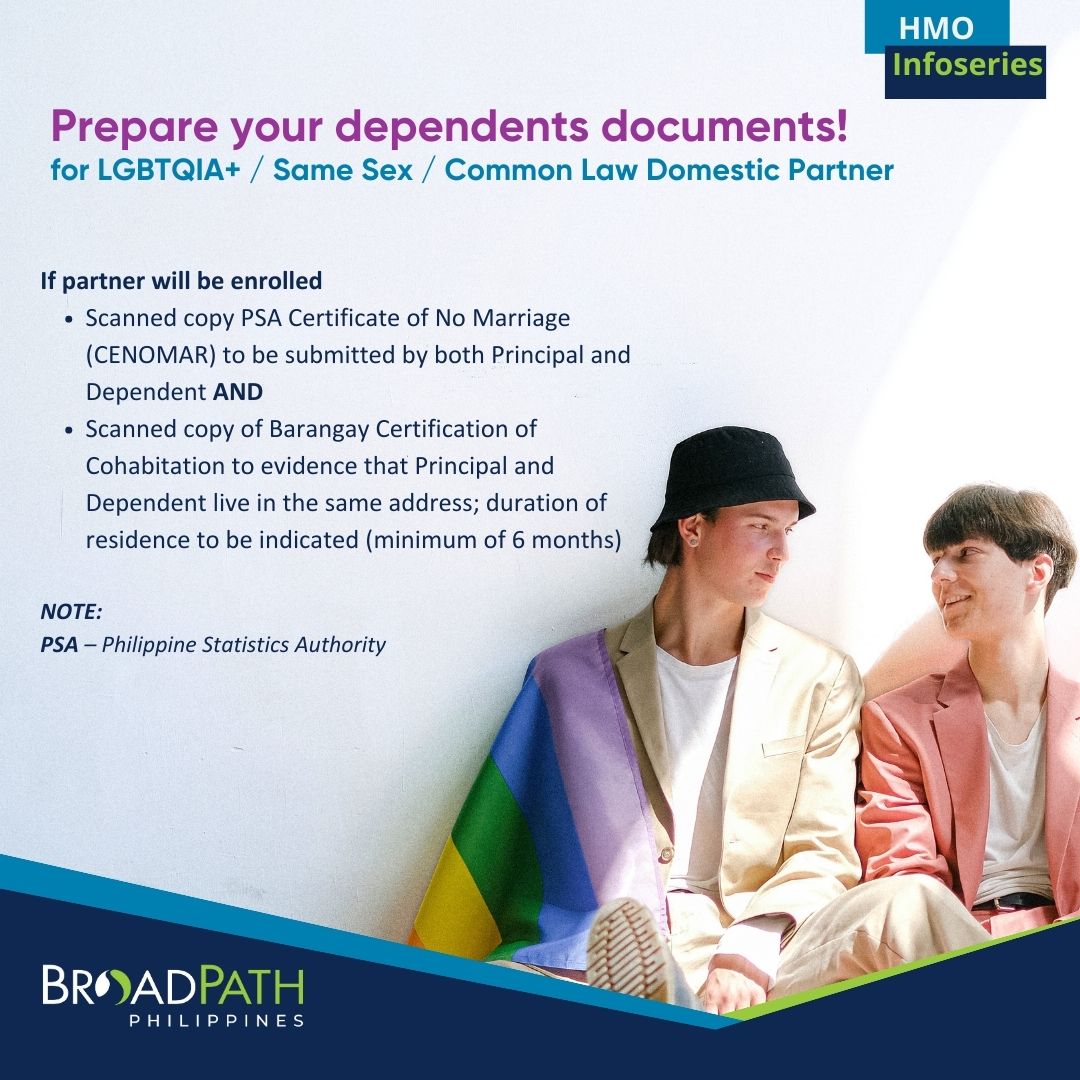 HMO
Infoseries
Prepare your dependents documents!
for LGBTQIA+ / Same Sex / Common Law Domestic Partner
If partner will be enrolled
• Scanned copy PSA Certificate of No Marriage
(CENOMAR) to be submitted by both Principal and
Dependent AND
• Scanned copy of Barangay Certification of
Cohabitation to evidence that Principal and
Dependent live in the same address; duration of
residence to be indicated (minimum of 6 months)
NOTE:
PSA – Philippine Statistics Authority
BROADPATH
PHILIPPINES